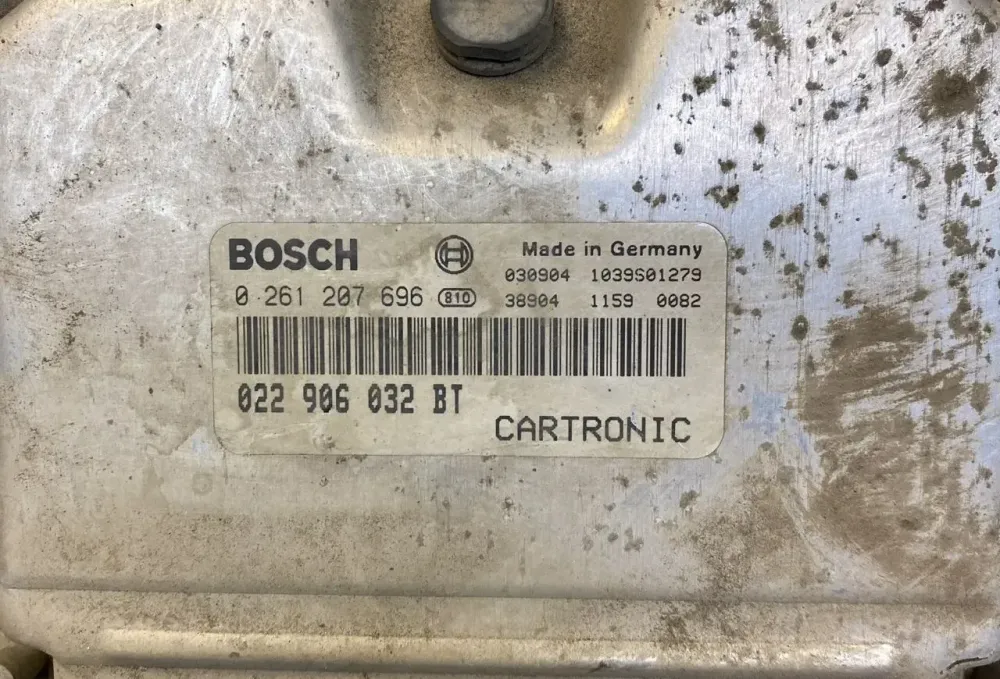 BOSCH Made in Germany
030904 1039S01279
0 261 207 696 810 38904 1159 0082
022 906 032 BT
CARTRONIC